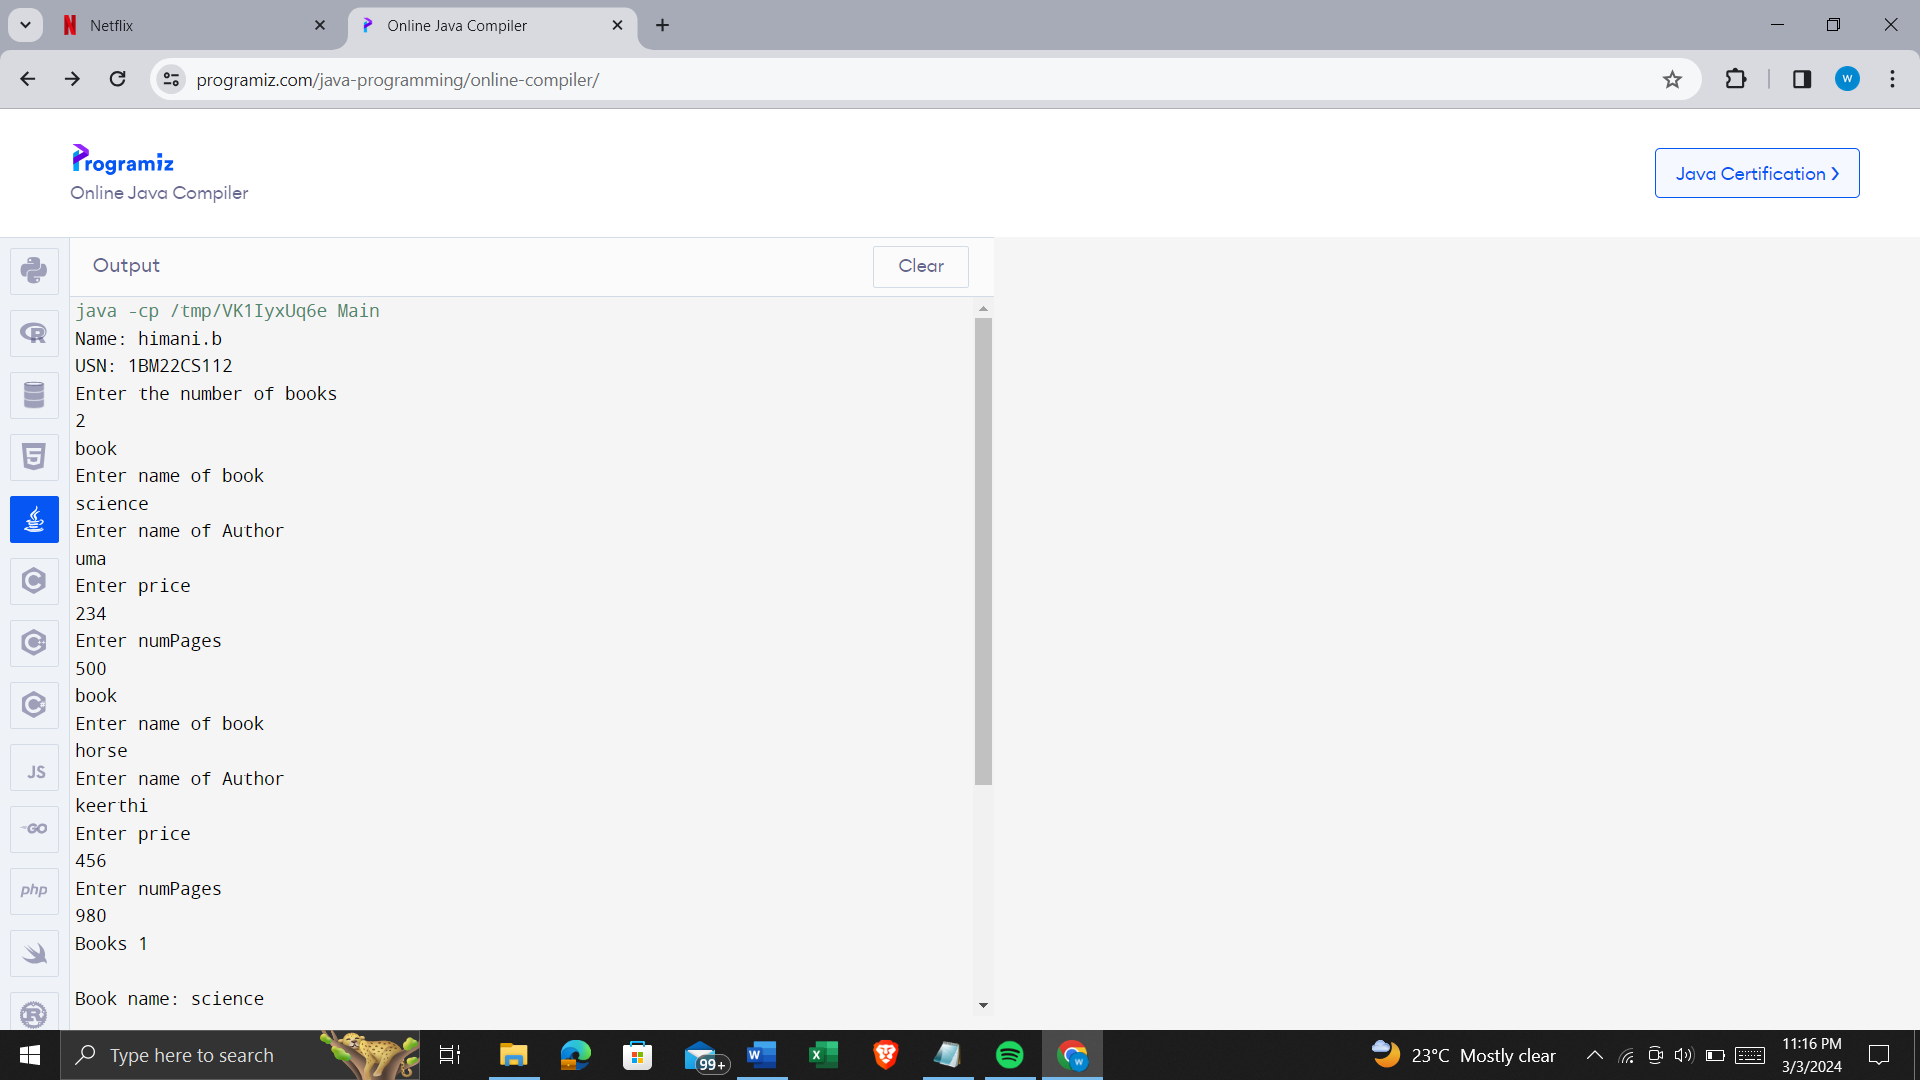 Netflix
Online Java Compiler
programiz.com/java-programming/online-compiler/
W
Programiz
Online Java Compiler
Java Certification
Output
Clear
java -cp /tmp/VK1IyxUq6e Main
Name: himani.b
USN: 1BM22CS112
Enter the number of books
2
book
Enter name of book
science
Enter name of Author
uma
Enter price
234
Enter numPages
500
book
Enter name of book
horse
Enter name of Author
keerthi
Enter price
456
Enter numPages
980
Books 1
Book name: science
JS
GO
php
Type here to search
99+
23°C Mostly clear
11:16 PM
3/3/2024